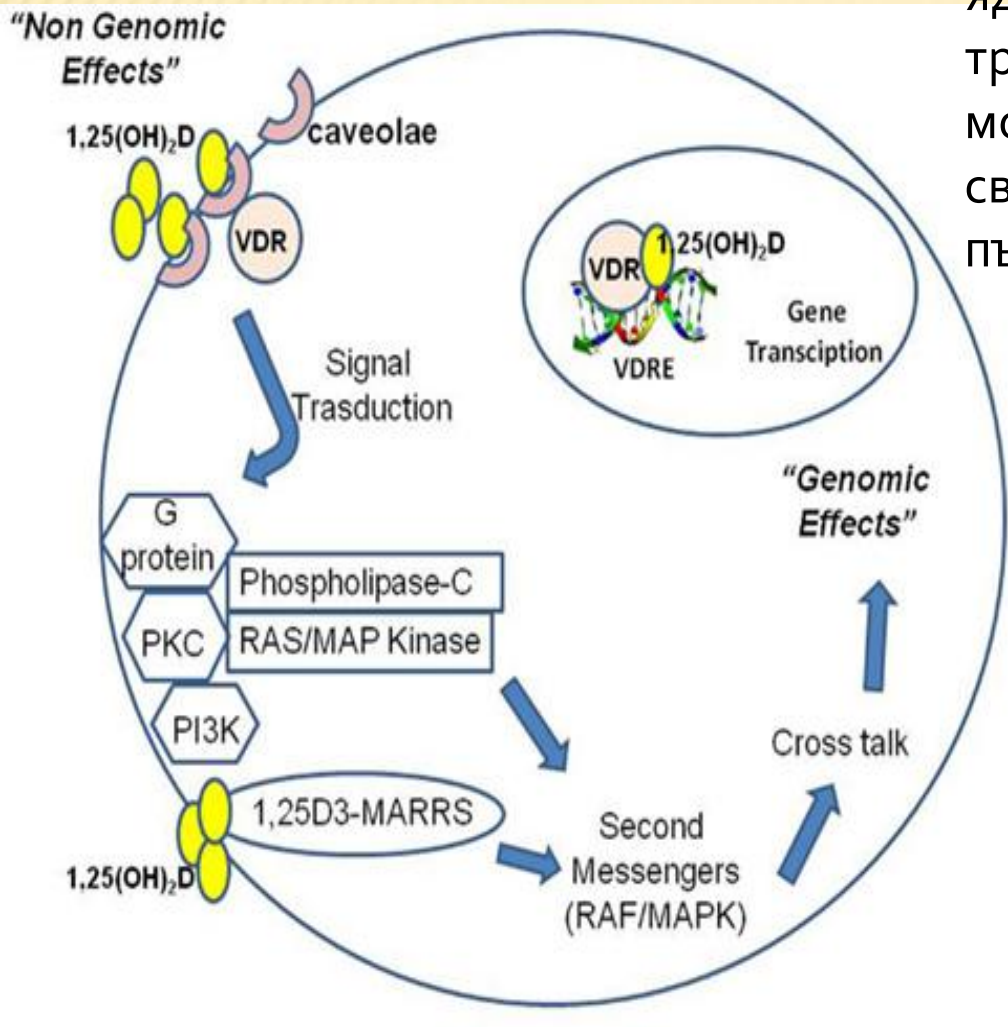 “Non Genomic
Effects”
1,25(OH)₂D
caveolae
VDR
Signal
Trasduction
VDR
1,25(OH)₂D
VDRE
Gene
Transciption
“Genomic
Effects”
G
protein
Phospholipase-C
PKC
RAS/MAP Kinase
PI3K
1,25D3-MARRS
1,25(OH)₂D
Second
Messengers
(RAF/MAPK)
Cross talk